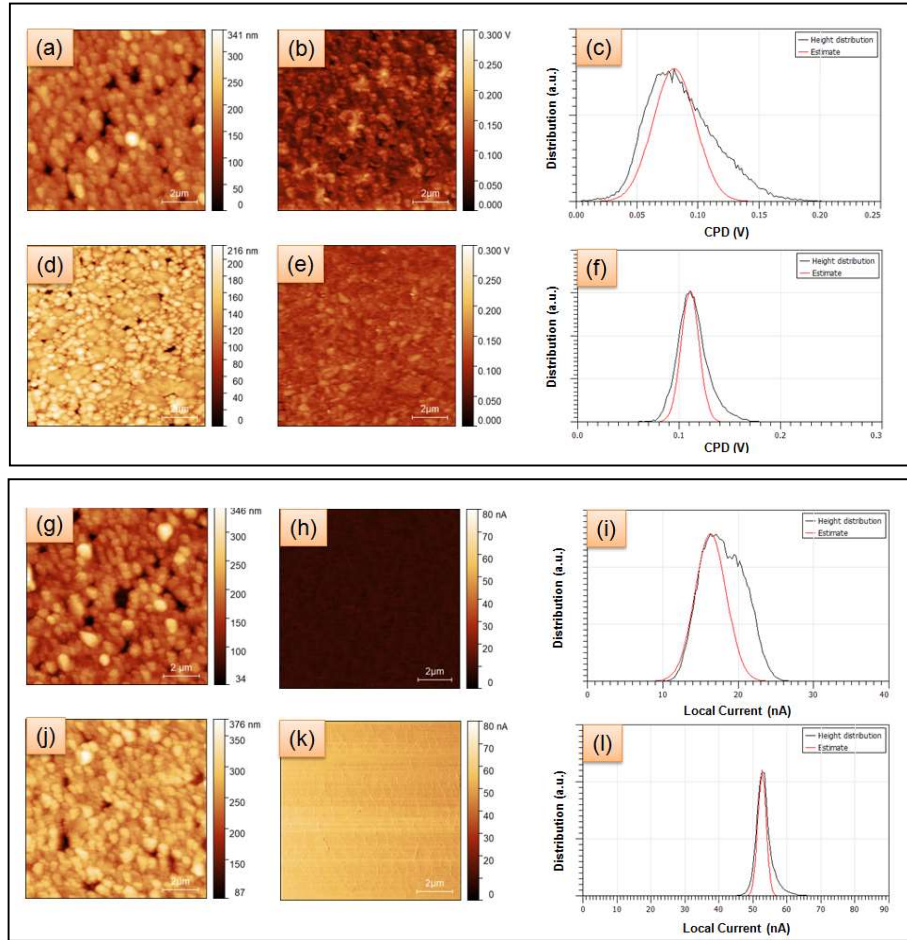 (a)
341 nm
300
250
200
150
100
50
0
2μm
(b)
0.300 V
0.250
0.200
0.150
0.100
0.050
0.000
2μm
(c)
Height distribution
Estimate
Distribution (a.u.)
0.00 0.05 0.10 0.15 0.20 0.25
CPD (V)
(d)
216 nm
200
180
160
140
120
100
80
60
40
0
(e)
0.300 V
0.250
0.200
0.150
0.100
0.050
0.000
2μm
(f)
Height distribution
Estimate
Distribution (a.u.)
0.0 0.1 0.2 0.3
CPD (V)
(g)
346 nm
300
250
200
150
100
34
2 μm
(h)
80 nA
70
60
50
40
30
20
10
0
2μm
(i)
Height distribution
Estimate
Distribution (a.u.)
0 10 20 30 40
Local Current (nA)
(j)
376 nm
350
300
250
200
150
87
2μm
(k)
80 nA
70
60
50
40
30
20
10
0
2μm
(l)
Height distribution
Estimate
Distribution (a.u.)
0 10 20 30 40 50 60 70 80 90
Local Current (nA)